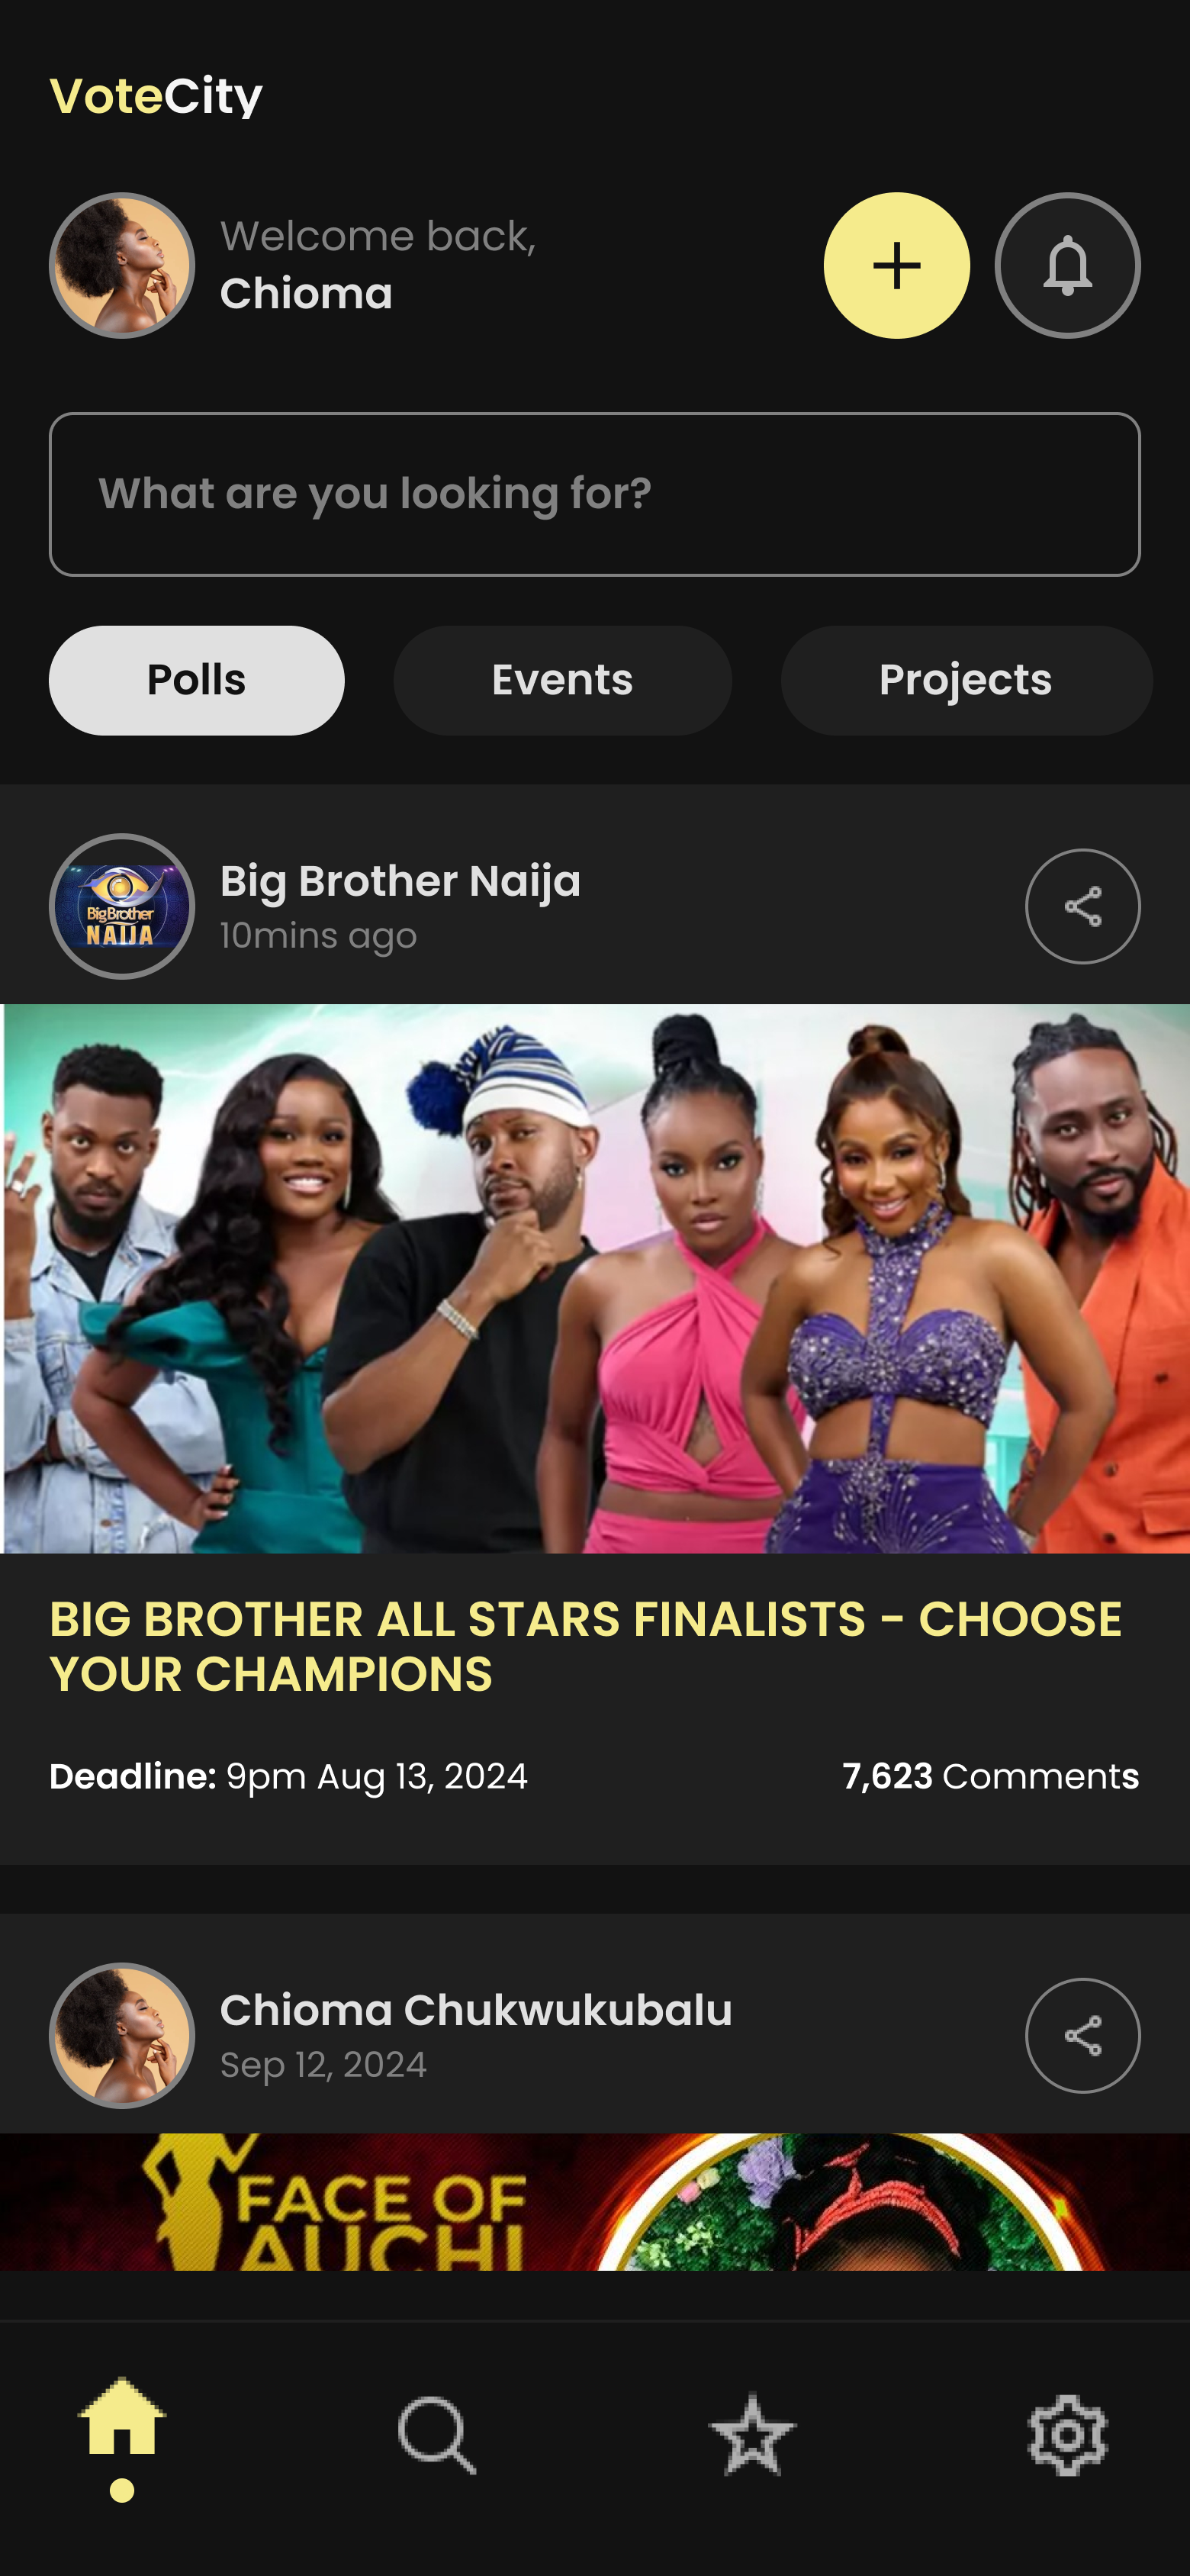 VoteCity
Welcome back,
Chioma
What are you looking for?
Polls
Events
Projects
Big Brother
NAIJA
Big Brother Naija
10mins ago
BIG BROTHER ALL STARS FINALISTS - CHOOSE
YOUR CHAMPIONS
Deadline: 9pm Aug 13, 2024
7,623 Comments
Chioma Chukwukubalu
Sep 12, 2024
FACE OF
AUCHI